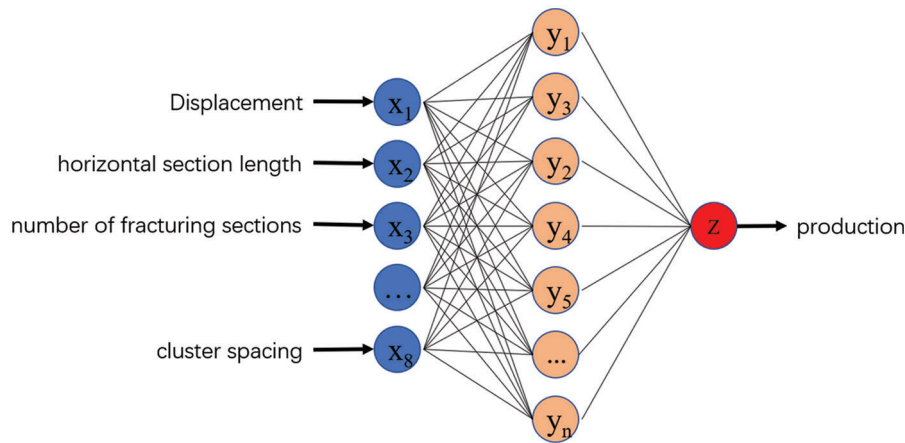 Displacement
horizontal section length
number of fracturing sections
cluster spacing
x₁
x₂
x₃
...
x₈
y₁
y₃
y₂
y₄
y₅
...
yₙ
z
production